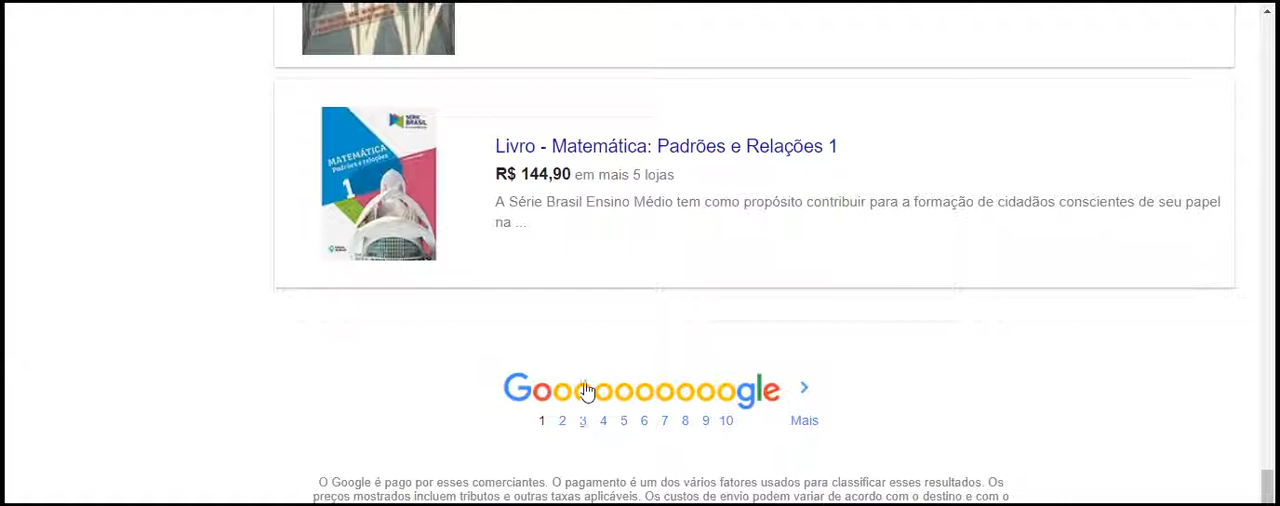 SÉRIE
BRASIL
MATEMÁTICA
Padrões e relações
1
Livro - Matemática: Padrões e Relações 1
R$ 144,90 em mais 5 lojas
A Série Brasil Ensino Médio tem como propósito contribuir para a formação de cidadãos conscientes de seu papel
na ...
Goooooooooogle >
1 2 3 4 5 6 7 8 9 10 Mais
O Google é pago por esses comerciantes. O pagamento é um dos vários fatores usados para classificar esses resultados. Os
preços mostrados incluem tributos e outras taxas aplicáveis. Os custos de envio podem variar de acordo com o destino e com o